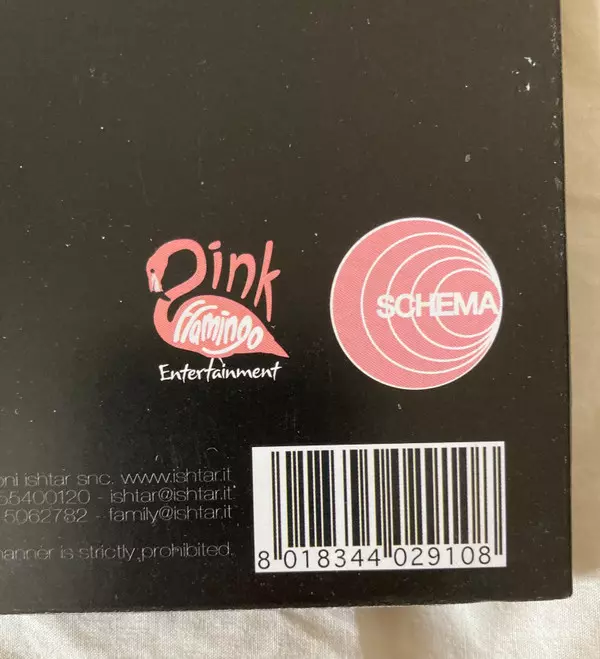 Pink
flamingo
Entertainment
SCHEMA
oni ishtar snc. www.ishtar.it
55400120 - ishtar@ishtar.it
5062782 - family@ishtar.it
anner is strictly prohibited.
8 018344 029108